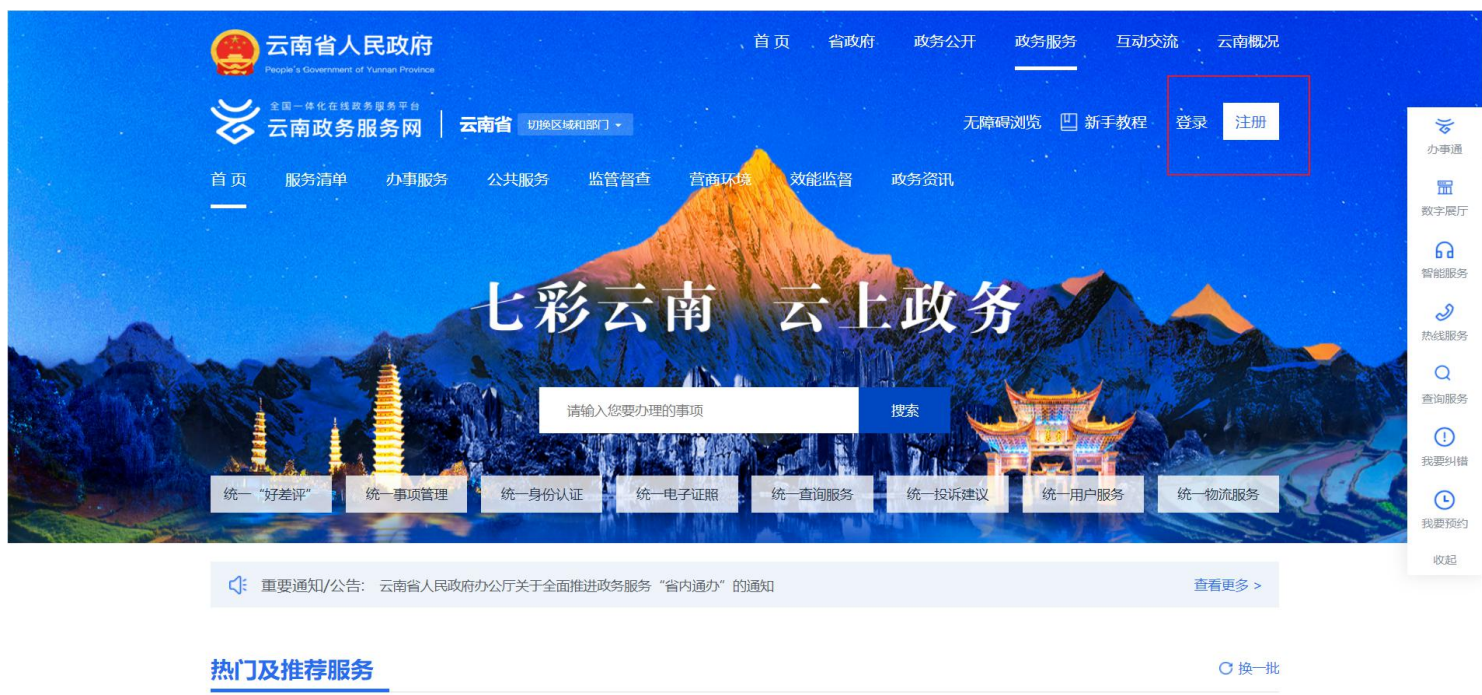 云南省人民政府
People's Government of Yunnan Province
首 页 省政府 政务公开 政务服务 互动交流 云南概况
全国一体化在线政务服务平台
云南政务服务网 云南省 切换区域和部门
无障碍浏览 新手教程 登录 注册
首 页 服务清单 办事服务 公共服务 监管督查 营商环境 效能监督 政务资讯
七彩云南 云上政务
请输入您要办理的事项 搜索
统一“好差评” 统一事项管理 统一身份认证 统一电子证照 统一查询服务 统一投诉建议 统一用户服务 统一物流服务
办事通
数字展厅
智能服务
热线服务
查询服务
我要纠错
我要预约
收起
重要通知/公告: 云南省人民政府办公厅关于全面推进政务服务“省内通办”的通知 查看更多 >
热门及推荐服务 换一批